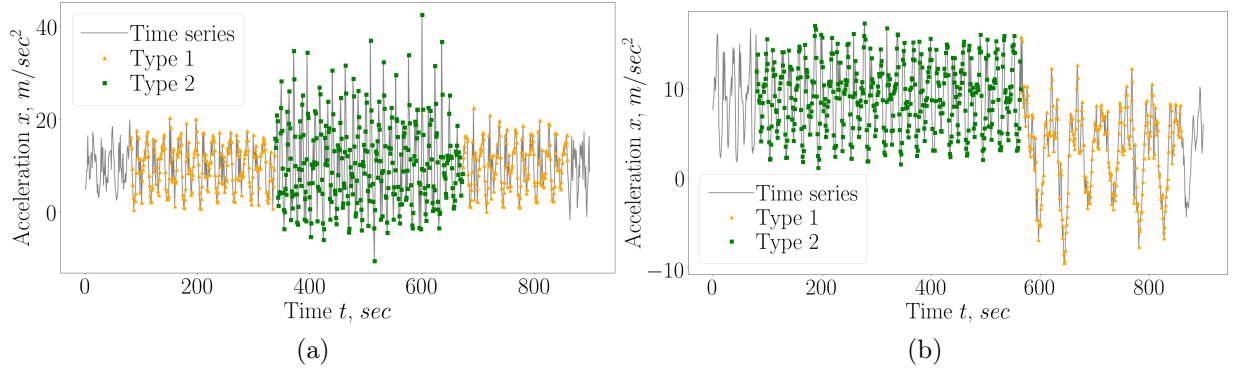 40
20
0
Acceleration x, m/sec²
Time series
Type 1
Type 2
0
200
400
600
800
Time t, sec
(a)
10
0
−10
Acceleration x, m/sec²
Time series
Type 1
Type 2
0
200
400
600
800
Time t, sec
(b)